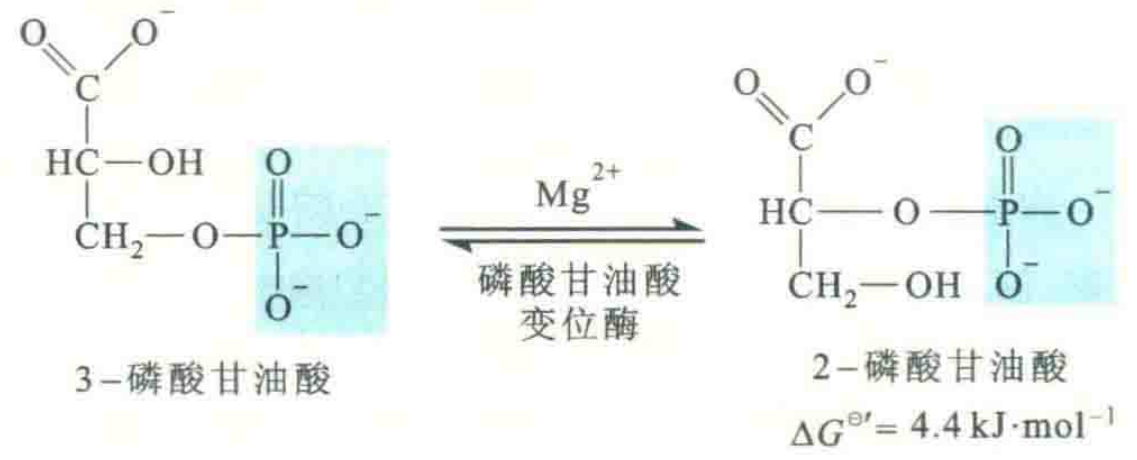 O O⁻
C
HC—OH O
CH₂—O—P—O⁻
O⁻
3-磷酸甘油酸
Mg²⁺
磷酸甘油酸
变位酶
O O⁻
C O
HC—O—P—O⁻
CH₂—OH O⁻
2-磷酸甘油酸
ΔG°′= 4.4 kJ·mol⁻¹